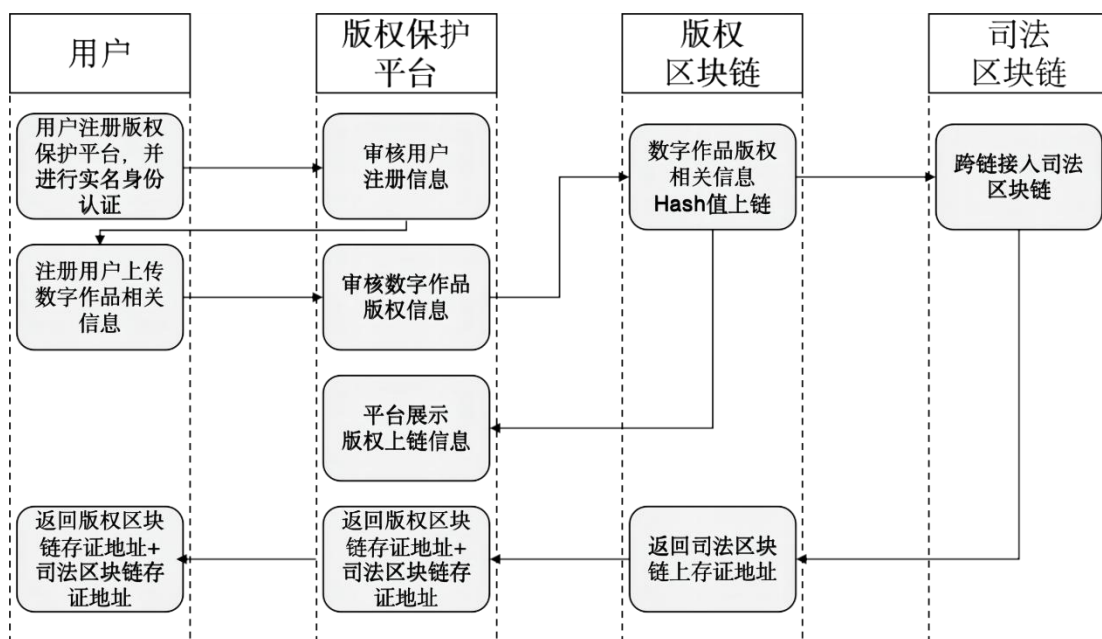 用户
版权保护
平台
版权
区块链
司法
区块链
用户注册版权
保护平台，并
进行实名身份
认证
审核用户
注册信息
数字作品版权
相关信息
Hash值上链
跨链接入司法
区块链
注册用户上传
数字作品相关
信息
审核数字作品
版权信息
平台展示
版权上链信息
返回版权区块
链存证地址+
司法区块链存
证地址
返回版权区块
链存证地址+
司法区块链存
证地址
返回司法区块
链上存证地址